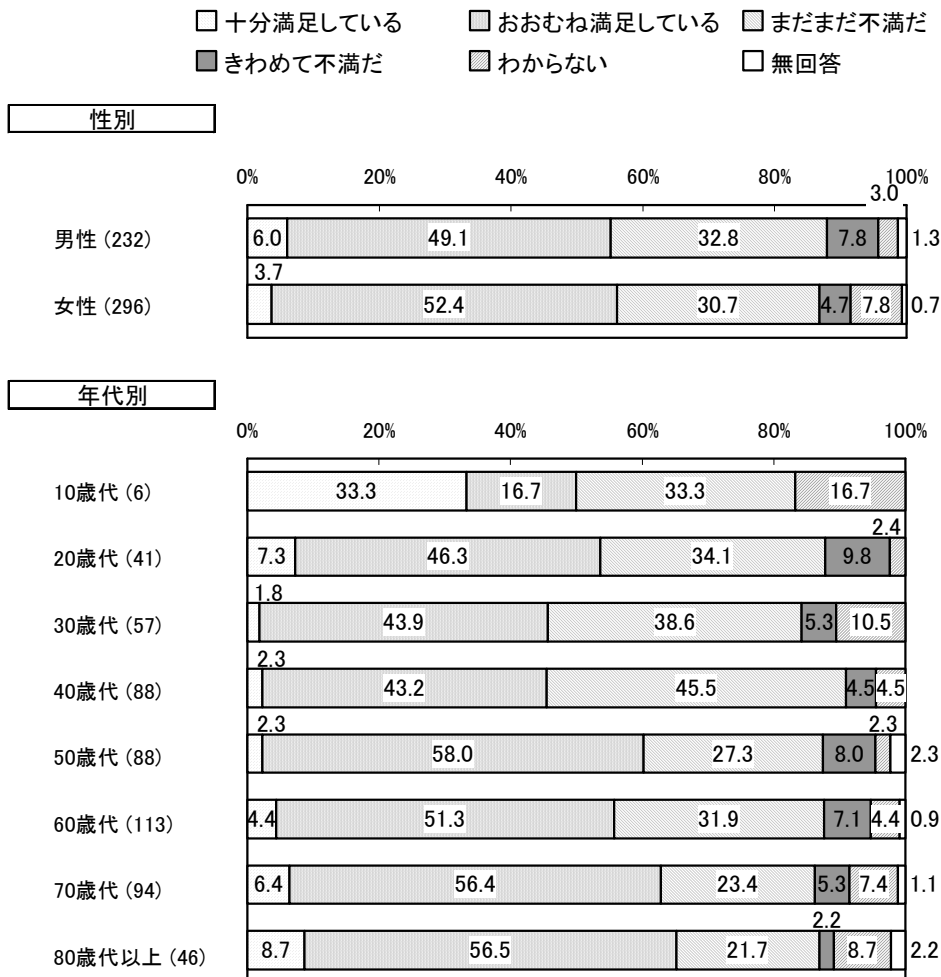 十分満足している おおむね満足している まだまだ不満だ
きわめて不満だ わからない 無回答
性別
0% 20% 40% 60% 80% 100%
3.0
男性 (232) 6.0 49.1 32.8 7.8 1.3
3.7
女性 (296) 52.4 30.7 4.7 7.8 0.7
年代別
0% 20% 40% 60% 80% 100%
10歳代 (6) 33.3 16.7 33.3 16.7
2.4
20歳代 (41) 7.3 46.3 34.1 9.8
1.8
30歳代 (57) 43.9 38.6 5.3 10.5
2.3
40歳代 (88) 43.2 45.5 4.5 4.5
2.3 2.3
50歳代 (88) 58.0 27.3 8.0 2.3
60歳代 (113) 4.4 51.3 31.9 7.1 4.4 0.9
70歳代 (94) 6.4 56.4 23.4 5.3 7.4 1.1
2.2
80歳代以上 (46) 8.7 56.5 21.7 8.7 2.2